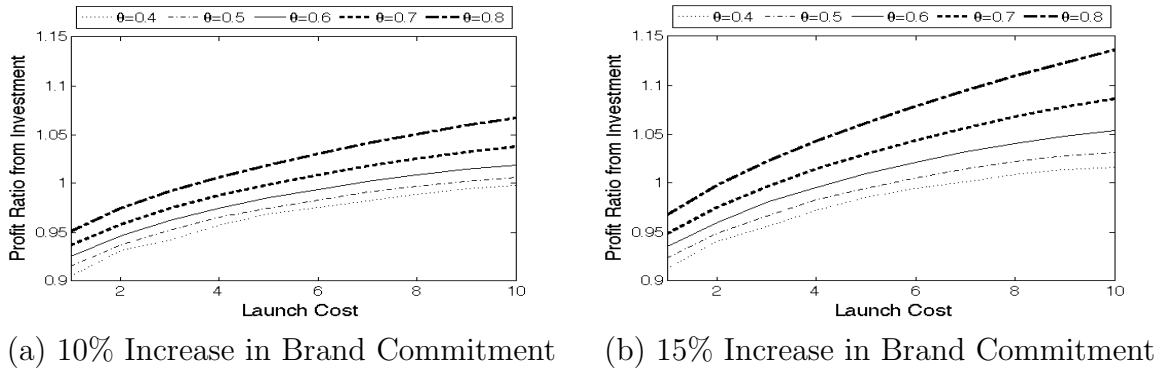 θ=0.4 θ=0.5 θ=0.6 θ=0.7 θ=0.8
1.15
1.1
1.05
1
0.95
0.9
Profit Ratio from Investment
2 4 6 8 10
Launch Cost
(a) 10% Increase in Brand Commitment
θ=0.4 θ=0.5 θ=0.6 θ=0.7 θ=0.8
1.15
1.1
1.05
1
0.95
0.9
Profit Ratio from Investment
2 4 6 8 10
Launch Cost
(b) 15% Increase in Brand Commitment